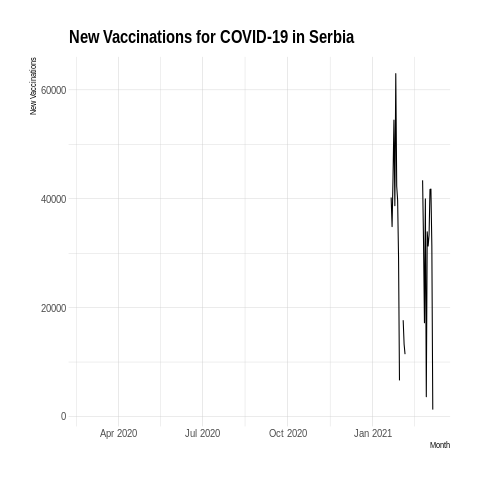 New Vaccinations for COVID-19 in Serbia
New Vaccinations
60000
40000
20000
0
Apr 2020 Jul 2020 Oct 2020 Jan 2021
Month